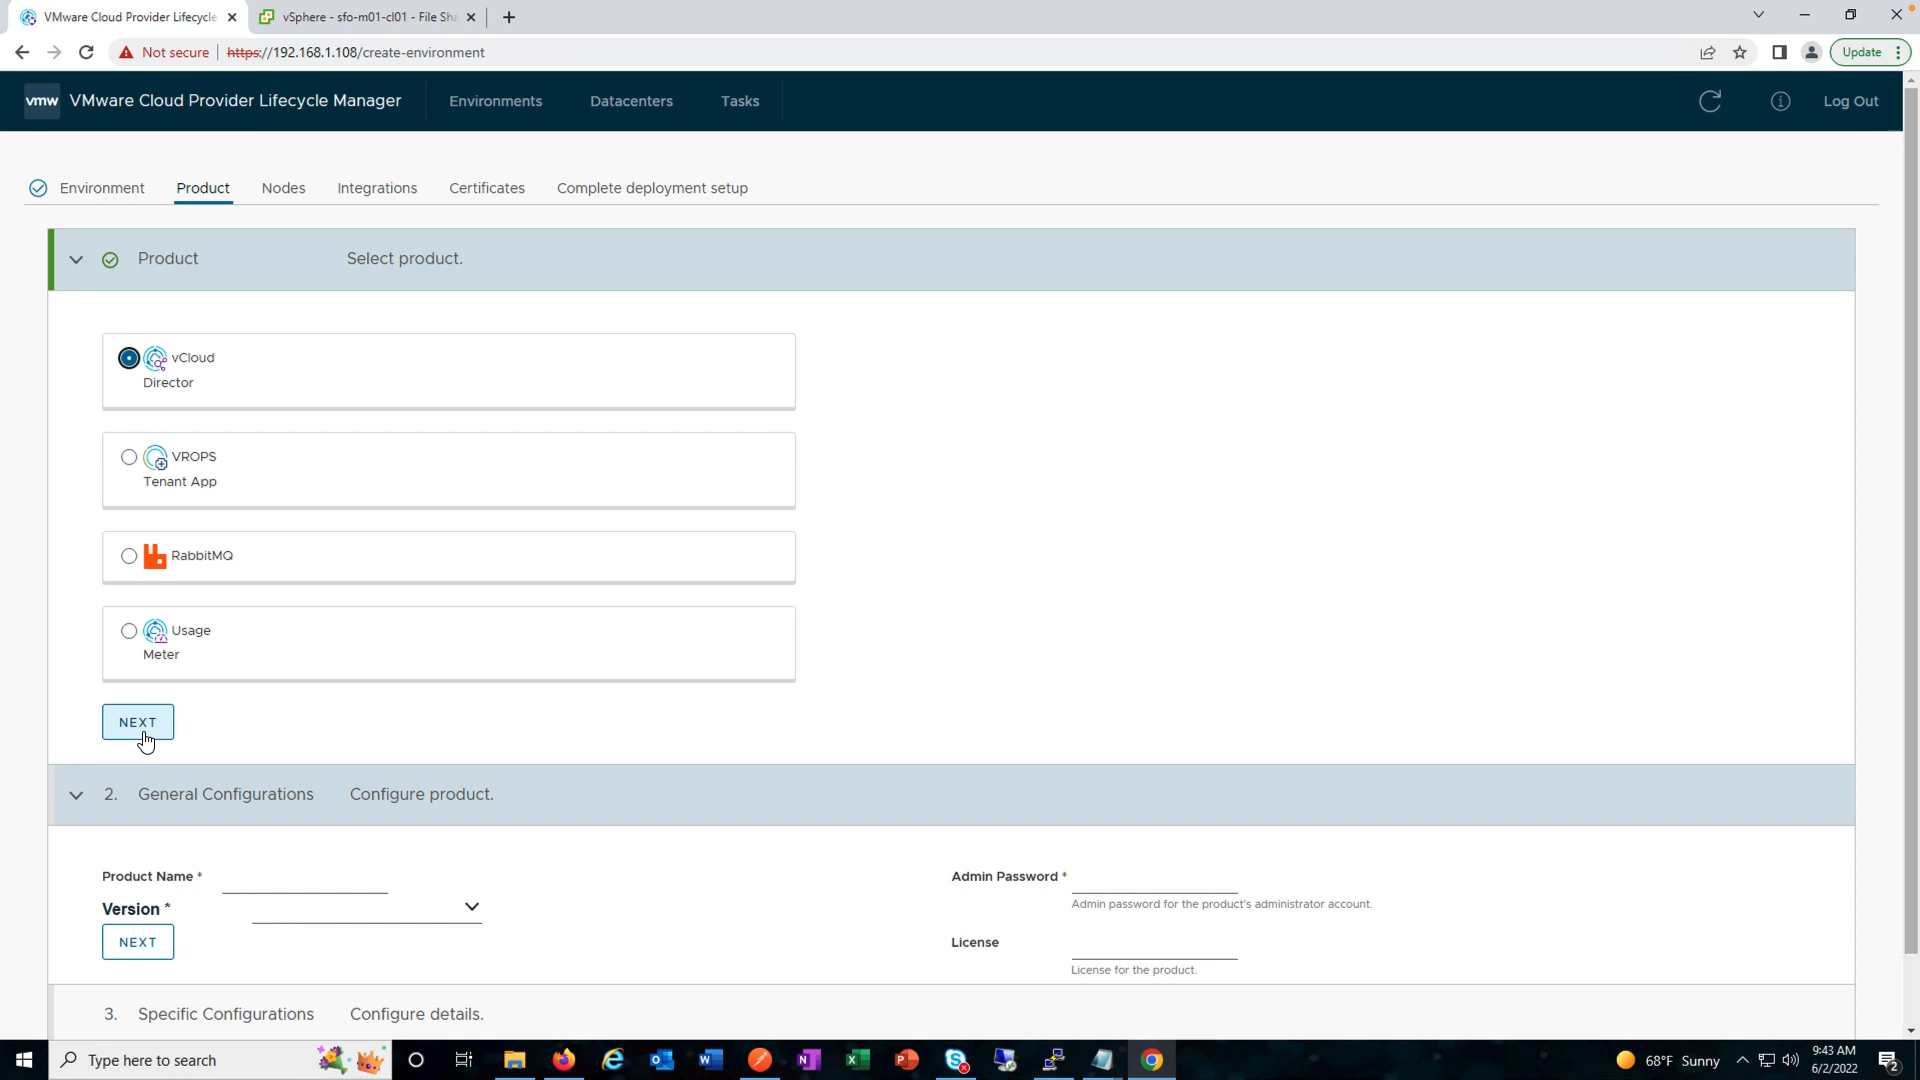 VMware Cloud Provider Lifecycle
vSphere - sfo-m01-cl01 - File Sha
Not secure https://192.168.1.108/create-environment
Update
vmw VMware Cloud Provider Lifecycle Manager Environments Datacenters Tasks Log Out
Environment Product Nodes Integrations Certificates Complete deployment setup
Product Select product.
vCloud
Director
VROPS
Tenant App
RabbitMQ
Usage
Meter
NEXT
2. General Configurations Configure product.
Product Name * Admin Password *
Admin password for the product's administrator account.
Version *
NEXT License
License for the product.
3. Specific Configurations Configure details.
Type here to search 68°F Sunny 9:43 AM
6/2/2022
2